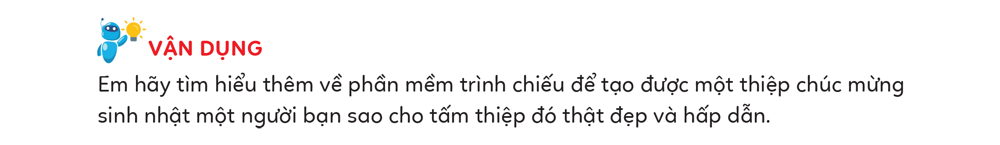 VẬN DỤNG
Em hãy tìm hiểu thêm về phần mềm trình chiếu để tạo được một thiệp chúc mừng
sinh nhật một người bạn sao cho tấm thiệp đó thật đẹp và hấp dẫn.